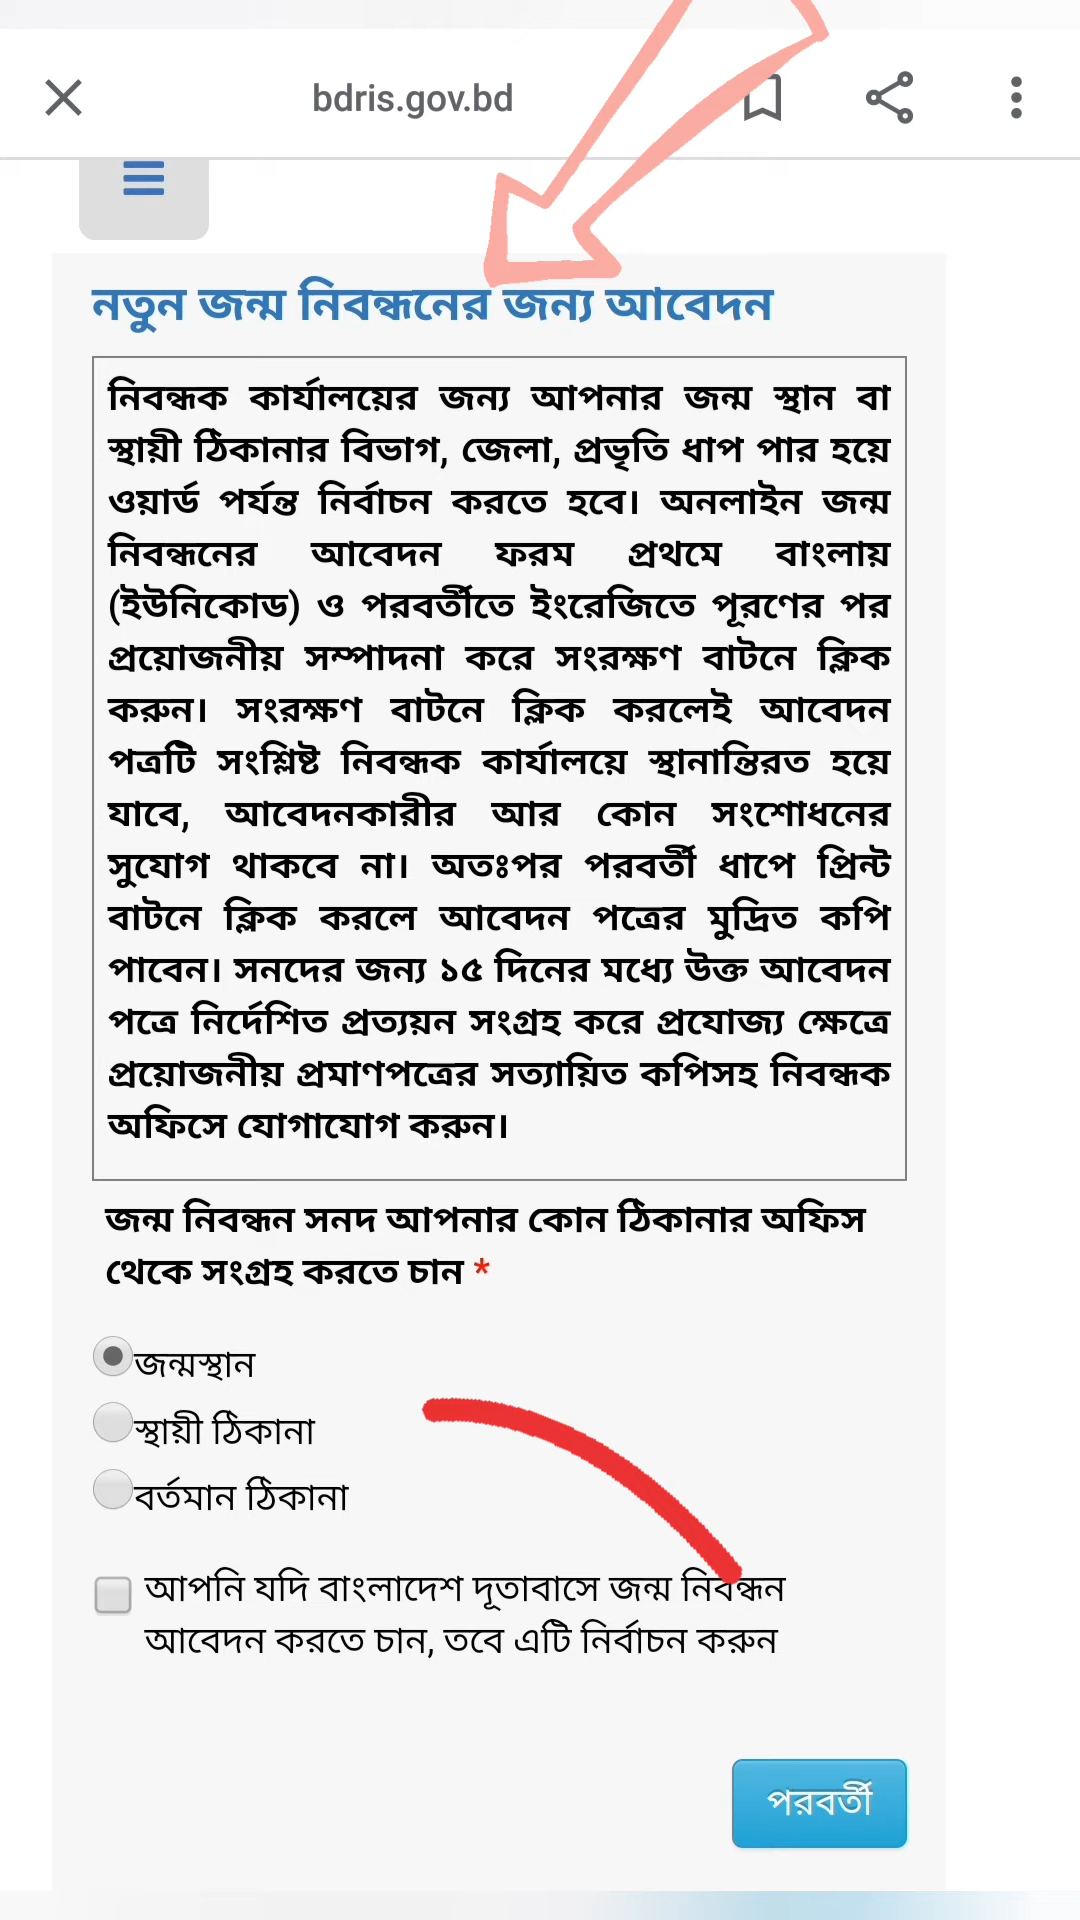 bdris.gov.bd
নতুন জন্ম নিবন্ধনের জন্য আবেদন
নিবন্ধক কার্যালয়ের জন্য আপনার জন্ম স্থান বা
স্থায়ী ঠিকানার বিভাগ, জেলা, প্রভৃতি ধাপ পার হয়ে
ওয়ার্ড পর্যন্ত নির্বাচন করতে হবে। অনলাইন জন্ম
নিবন্ধনের আবেদন ফরম প্রথমে বাংলায়
(ইউনিকোড) ও পরবর্তীতে ইংরেজিতে পূরণের পর
প্রয়োজনীয় সম্পাদনা করে সংরক্ষণ বাটনে ক্লিক
করুন। সংরক্ষণ বাটনে ক্লিক করলেই আবেদন
পত্রটি সংশ্লিষ্ট নিবন্ধক কার্যালয়ে স্থানান্তিরত হয়ে
যাবে, আবেদনকারীর আর কোন সংশোধনের
সুযোগ থাকবে না। অতঃপর পরবর্তী ধাপে প্রিন্ট
বাটনে ক্লিক করলে আবেদন পত্রের মুদ্রিত কপি
পাবেন। সনদের জন্য ১৫ দিনের মধ্যে উক্ত আবেদন
পত্রে নির্দেশিত প্রত্যয়ন সংগ্রহ করে প্রযোজ্য ক্ষেত্রে
প্রয়োজনীয় প্রমাণপত্রের সত্যায়িত কপিসহ নিবন্ধক
অফিসে যোগাযোগ করুন।
জন্ম নিবন্ধন সনদ আপনার কোন ঠিকানার অফিস
থেকে সংগ্রহ করতে চান *
জন্মস্থান
স্থায়ী ঠিকানা
বর্তমান ঠিকানা
আপনি যদি বাংলাদেশ দূতাবাসে জন্ম নিবন্ধন
আবেদন করতে চান, তবে এটি নির্বাচন করুন
পরবর্তী